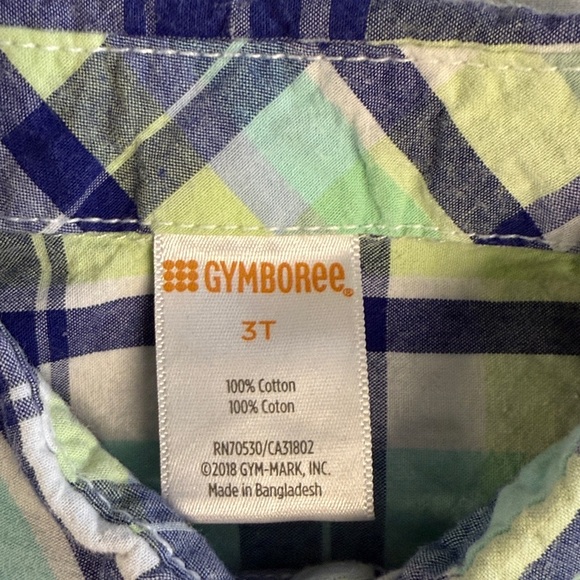 GYMBORee®
3T
100% Cotton
100% Coton
RN70530/CA31802
©2018 GYM-MARK, INC.
Made in Bangladesh